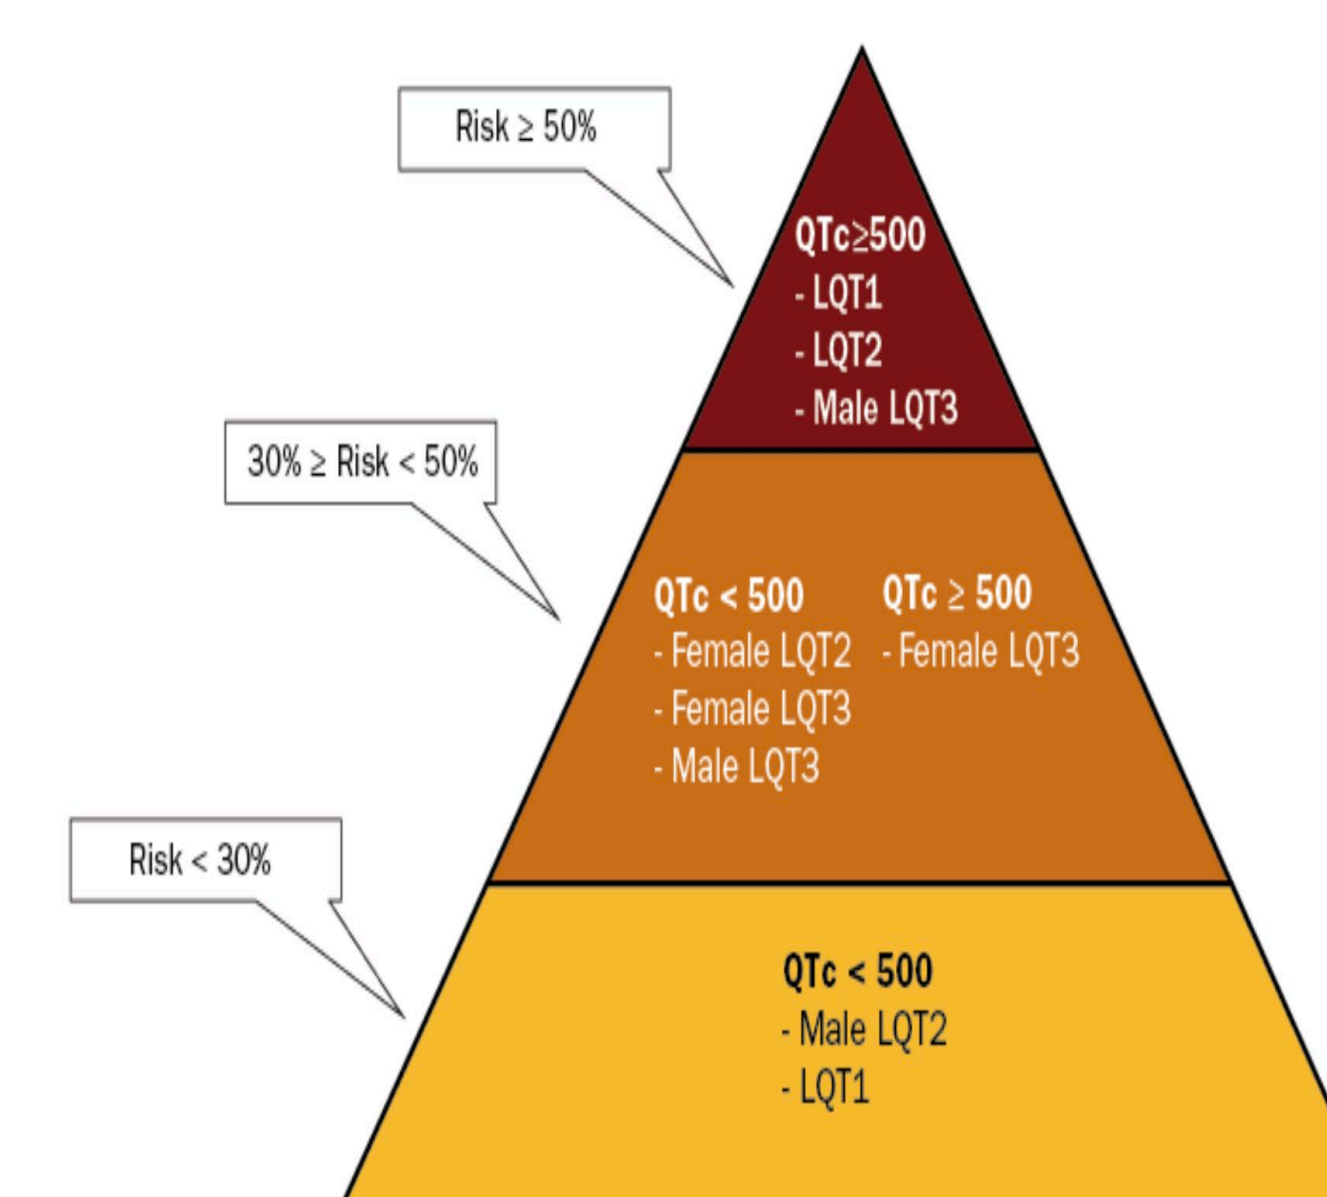 Risk ≥ 50%
QTc≥500
- LQT1
- LQT2
- Male LQT3
30% ≥ Risk < 50%
QTc < 500
- Female LQT2
- Female LQT3
- Male LQT3
QTc ≥ 500
- Female LQT3
Risk < 30%
QTc < 500
- Male LQT2
- LQT1